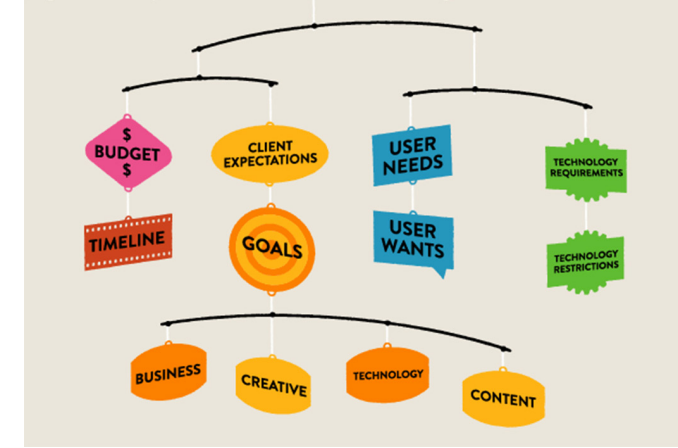 $
BUDGET
$
TIMELINE
CLIENT
EXPECTATIONS
GOALS
USER
NEEDS
USER
WANTS
TECHNOLOGY
REQUIREMENTS
TECHNOLOGY
RESTRICTIONS
BUSINESS
CREATIVE
TECHNOLOGY
CONTENT